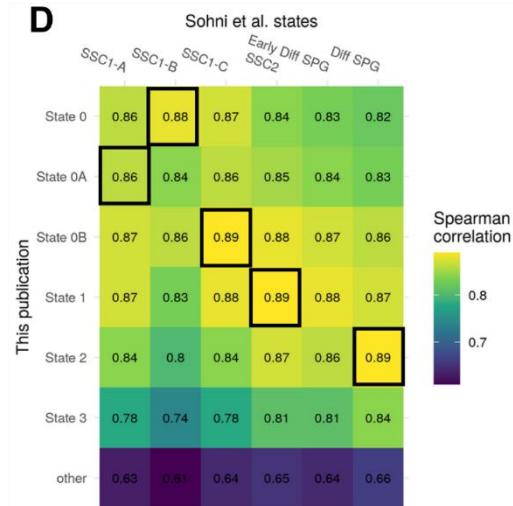 D
Sohni et al. states
SSC1-A SSC1-B SSC1-C SSC2 Early Diff SPG Diff SPG
This publication
State 0 0.86 0.88 0.87 0.84 0.83 0.82
State 0A 0.86 0.84 0.86 0.85 0.84 0.83
State 0B 0.87 0.86 0.89 0.88 0.87 0.86
State 1 0.87 0.83 0.88 0.89 0.88 0.87
State 2 0.84 0.8 0.84 0.87 0.86 0.89
State 3 0.78 0.74 0.78 0.81 0.81 0.84
other 0.63 0.61 0.64 0.65 0.64 0.66
Spearman
correlation
0.8
0.7